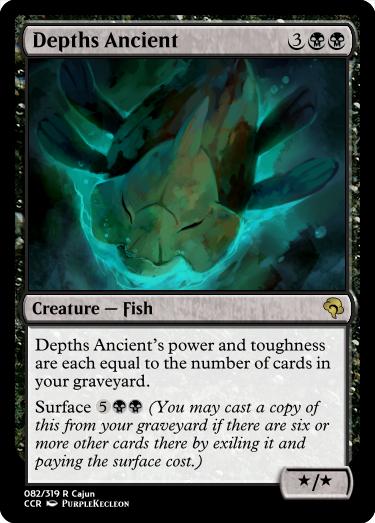 Depths Ancient 3
Creature — Fish
Depths Ancient's power and toughness
are each equal to the number of cards in
your graveyard.
Surface 5 (You may cast a copy of
this from your graveyard if there are six or
more other cards there by exiling it and
paying the surface cost.)
★/★
082/319 R Cajun
CCR PurpleKecleon